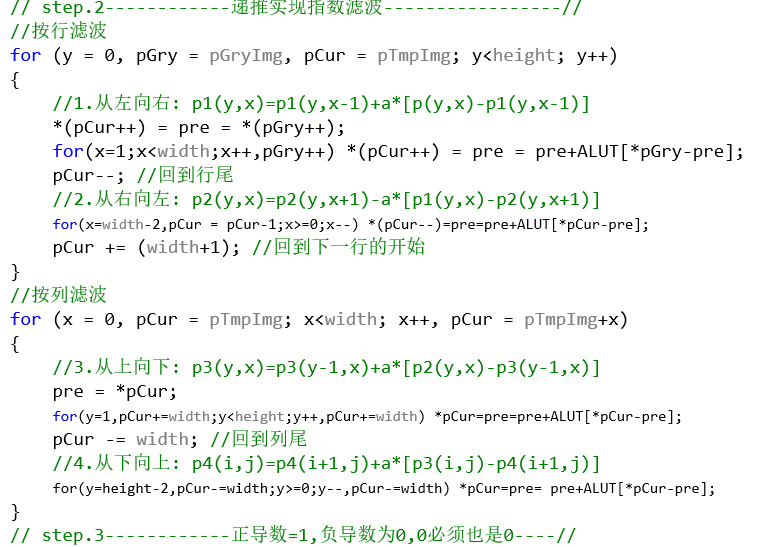 // step.2------------递推实现指数滤波-----------------//
//按行滤波
for (y = 0, pGry = pGryImg, pCur = pTmpImg; y<height; y++)
{
//1.从左向右: p1(y,x)=p1(y,x-1)+a*[p(y,x)-p1(y,x-1)]
*(pCur++) = pre = *(pGry++);
for(x=1;x<width;x++,pGry++) *(pCur++) = pre = pre+ALUT[*pGry-pre];
pCur--; //回到行尾
//2.从右向左: p2(y,x)=p2(y,x+1)-a*[p1(y,x)-p2(y,x+1)]
for(x=width-2,pCur = pCur-1;x>=0;x--) *(pCur--)=pre=pre+ALUT[*pCur-pre];
pCur += (width+1); //回到下一行的开始
}
//按列滤波
for (x = 0, pCur = pTmpImg; x<width; x++, pCur = pTmpImg+x)
{
//3.从上向下: p3(y,x)=p3(y-1,x)+a*[p2(y,x)-p3(y-1,x)]
pre = *pCur;
for(y=1,pCur+=width;y<height;y++,pCur+=width) *pCur=pre=pre+ALUT[*pCur-pre];
pCur -= width; //回到列尾
//4.从下向上: p4(i,j)=p4(i+1,j)+a*[p3(i,j)-p4(i+1,j)]
for(y=height-2,pCur-=width;y>=0;y--,pCur-=width) *pCur=pre= pre+ALUT[*pCur-pre];
}
// step.3------------正导数=1,负导数为0,0必须也是0----//